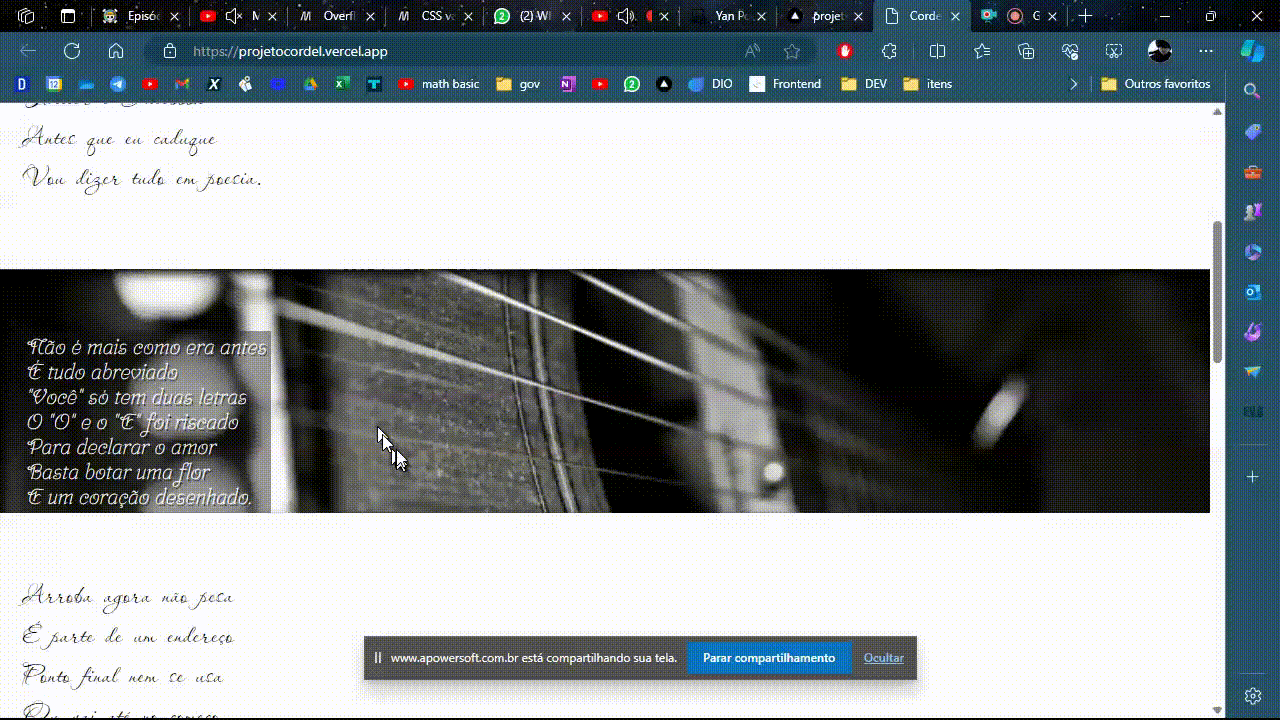 Episó
M
Overfl
CSS v
(2) W
Yan P
projet
Corde
G
https://projetocordel.vercel.app
math basic
gov
DIO
Frontend
DEV
itens
Outros favoritos
Antes que eu caduque
Vou dizer tudo em poesia.
Não é mais como era antes
É tudo abreviado
"Você" só tem duas letras
O "O" e o "E" foi riscado
Para declarar o amor
Basta botar uma flor
E um coração desenhado.
Arroba agora não pesa
É parte de um endereço
Ponto final nem se usa
www.apowersoft.com.br está compartilhando sua tela.
Parar compartilhamento
Ocultar